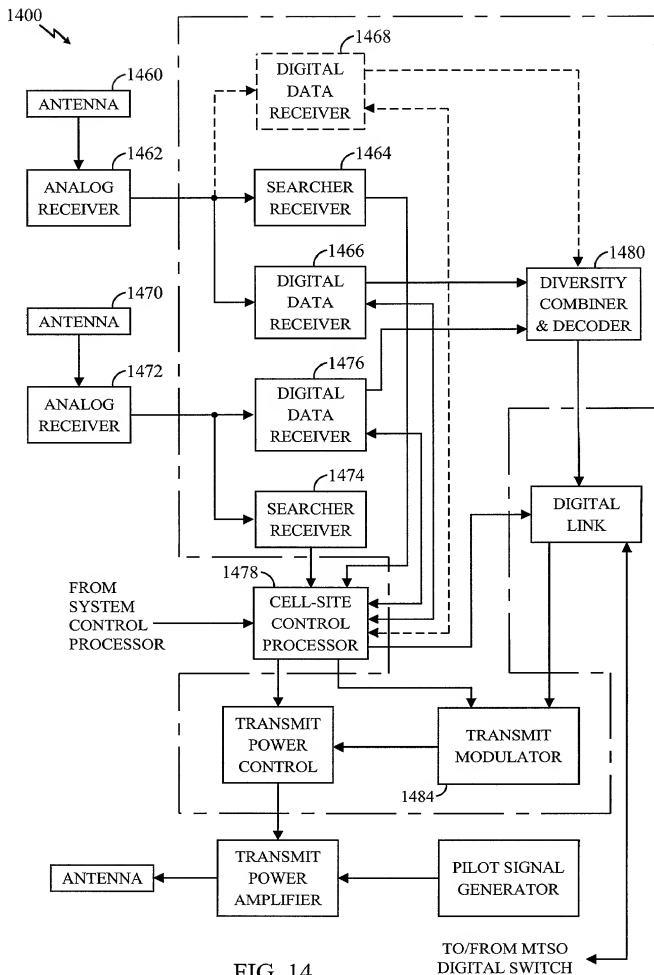 1400
1468
DIGITAL
DATA
RECEIVER
1460
ANTENNA
1462
ANALOG
RECEIVER
1464
SEARCHER
RECEIVER
1466
DIGITAL
DATA
RECEIVER
1480
DIVERSITY
COMBINER
& DECODER
1470
ANTENNA
1472
ANALOG
RECEIVER
1476
DIGITAL
DATA
RECEIVER
1474
SEARCHER
RECEIVER
DIGITAL
LINK
1478
CELL-SITE
CONTROL
PROCESSOR
FROM
SYSTEM
CONTROL
PROCESSOR
TRANSMIT
POWER
CONTROL
TRANSMIT
MODULATOR
1484
ANTENNA
TRANSMIT
POWER
AMPLIFIER
PILOT SIGNAL
GENERATOR
TO/FROM MTSO
DIGITAL SWITCH
FIG. 14